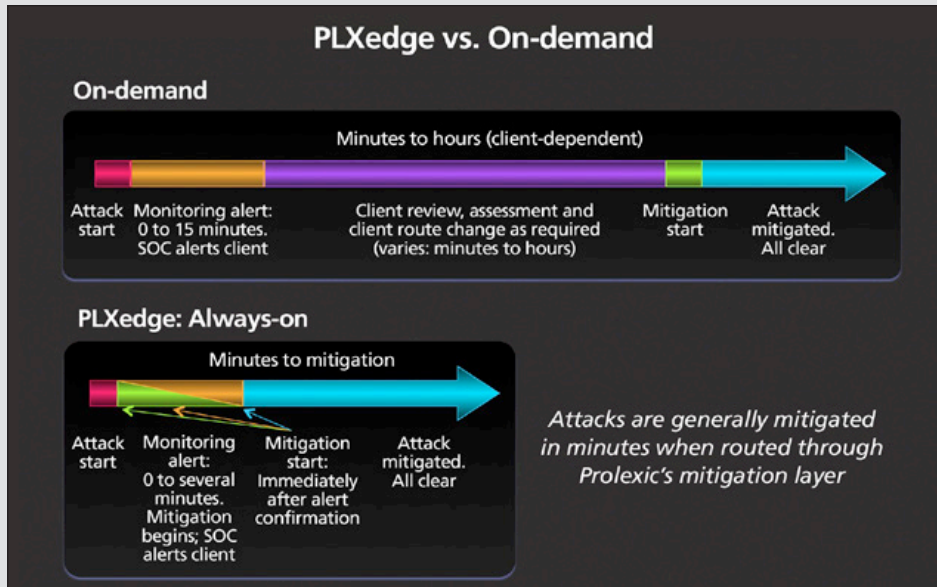 PLXedge vs. On-demand
On-demand
Minutes to hours (client-dependent)
Attack
start
Monitoring alert:
0 to 15 minutes.
SOC alerts client
Client review, assessment and
client route change as required
(varies: minutes to hours)
Mitigation
start
Attack
mitigated.
All clear
PLXedge: Always-on
Minutes to mitigation
Attack
start
Monitoring
alert:
0 to several
minutes.
Mitigation
begins; SOC
alerts client
Mitigation
start:
Immediately
after alert
confirmation
Attack
mitigated.
All clear
Attacks are generally mitigated
in minutes when routed through
Prolexic's mitigation layer